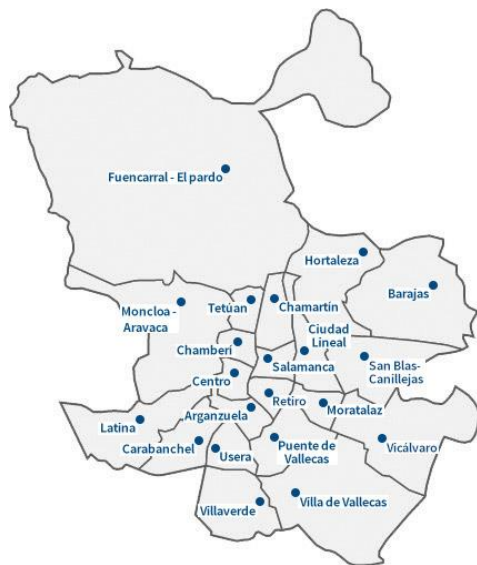 Fuencarral - El pardo
Hortaleza
Barajas
Moncloa -
Aravaca
Tetúan
Chamartín
Ciudad
Lineal
Chamberí
Salamanca
San Blas-
Canillejas
Centro
Retiro
Moratalaz
Arganzuela
Latina
Carabanchel
Usera
Puente de
Vallecas
Vicálvaro
Villaverde
Villa de Vallecas